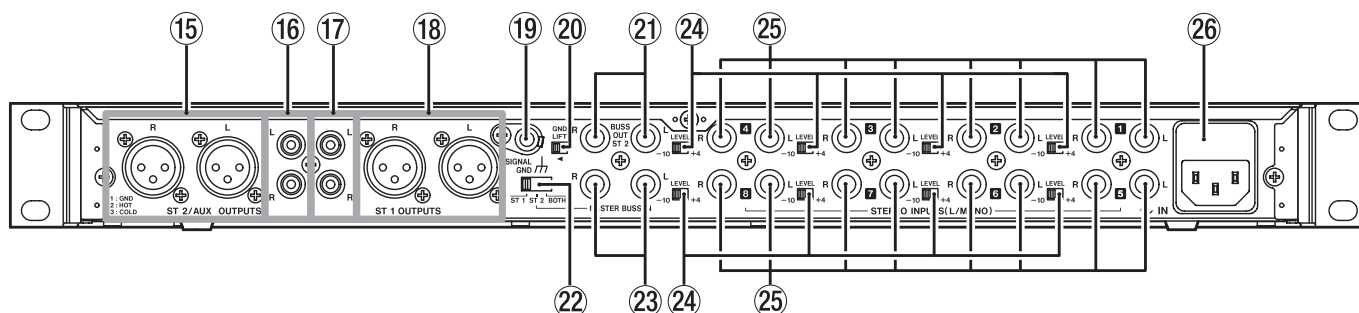 15 16 17 18 19 20 21 24 25 26
R L L L R L
R R
GND
LIFT
R BUSS
OUT
ST 2 L
LEVEL -10 +4 R 4 L
LEVEL -10 +4 R 3 L
LEVEL -10 +4 R 2 L
LEVEL -10 +4 R 1 L
SIGNAL
GND
1 : GND
2 : HOT
3 : COLD
ST 2/AUX OUTPUTS
ST 1 OUTPUTS
ST 1 ST 2 BOTH
R L
LEVEL -10 +4 R 8 L
LEVEL -10 +4 R 7 L
LEVEL -10 +4 R 6 L
LEVEL -10 +4 R 5 L
STEREO INPUTS(L/MONO)
~ IN
22 23 24 25